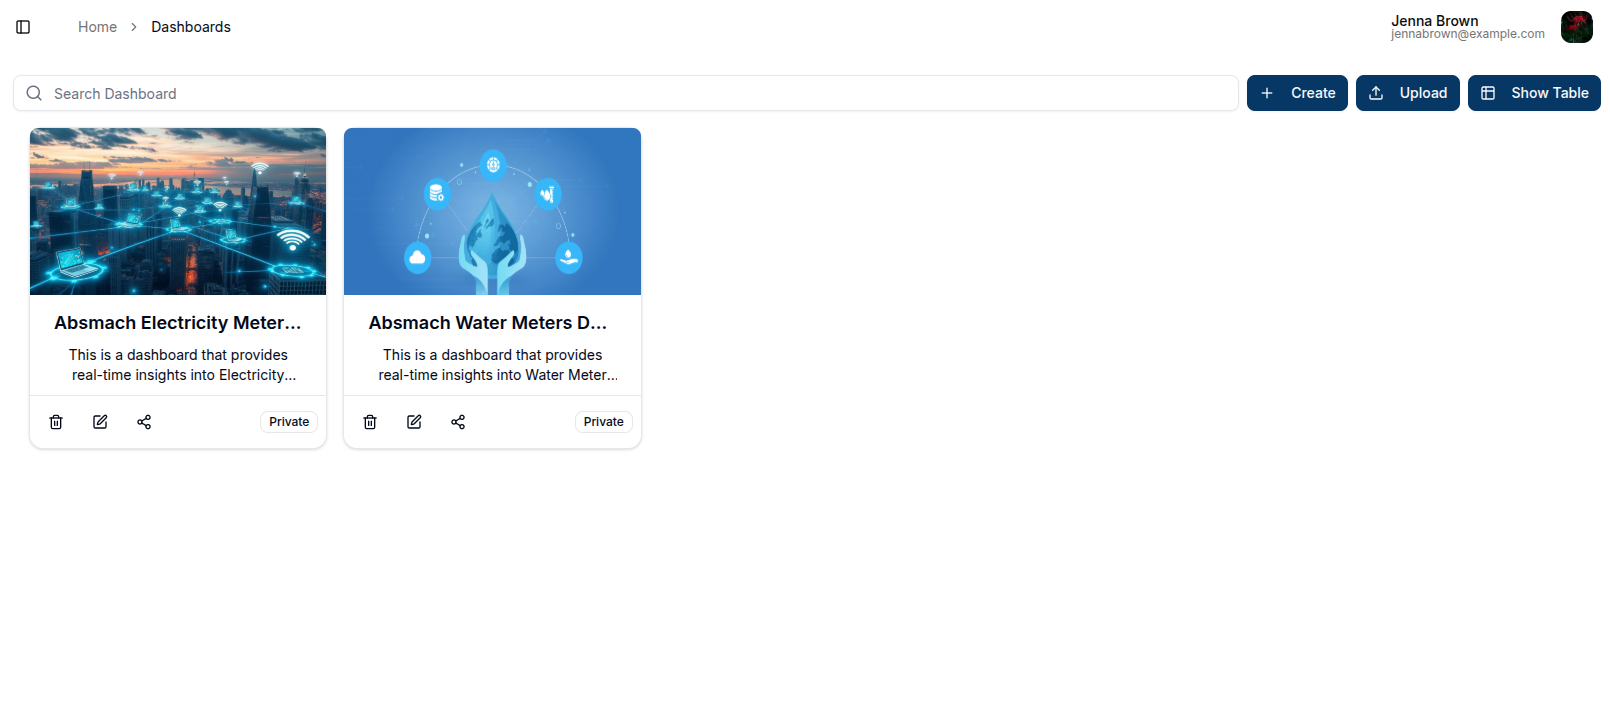 Home > Dashboards
Jenna Brown
jennabrown@example.com
Search Dashboard
Create
Upload
Show Table
Absmach Electricity Meter...
This is a dashboard that provides
real-time insights into Electricity...
Private
Absmach Water Meters D...
This is a dashboard that provides
real-time insights into Water Meter...
Private